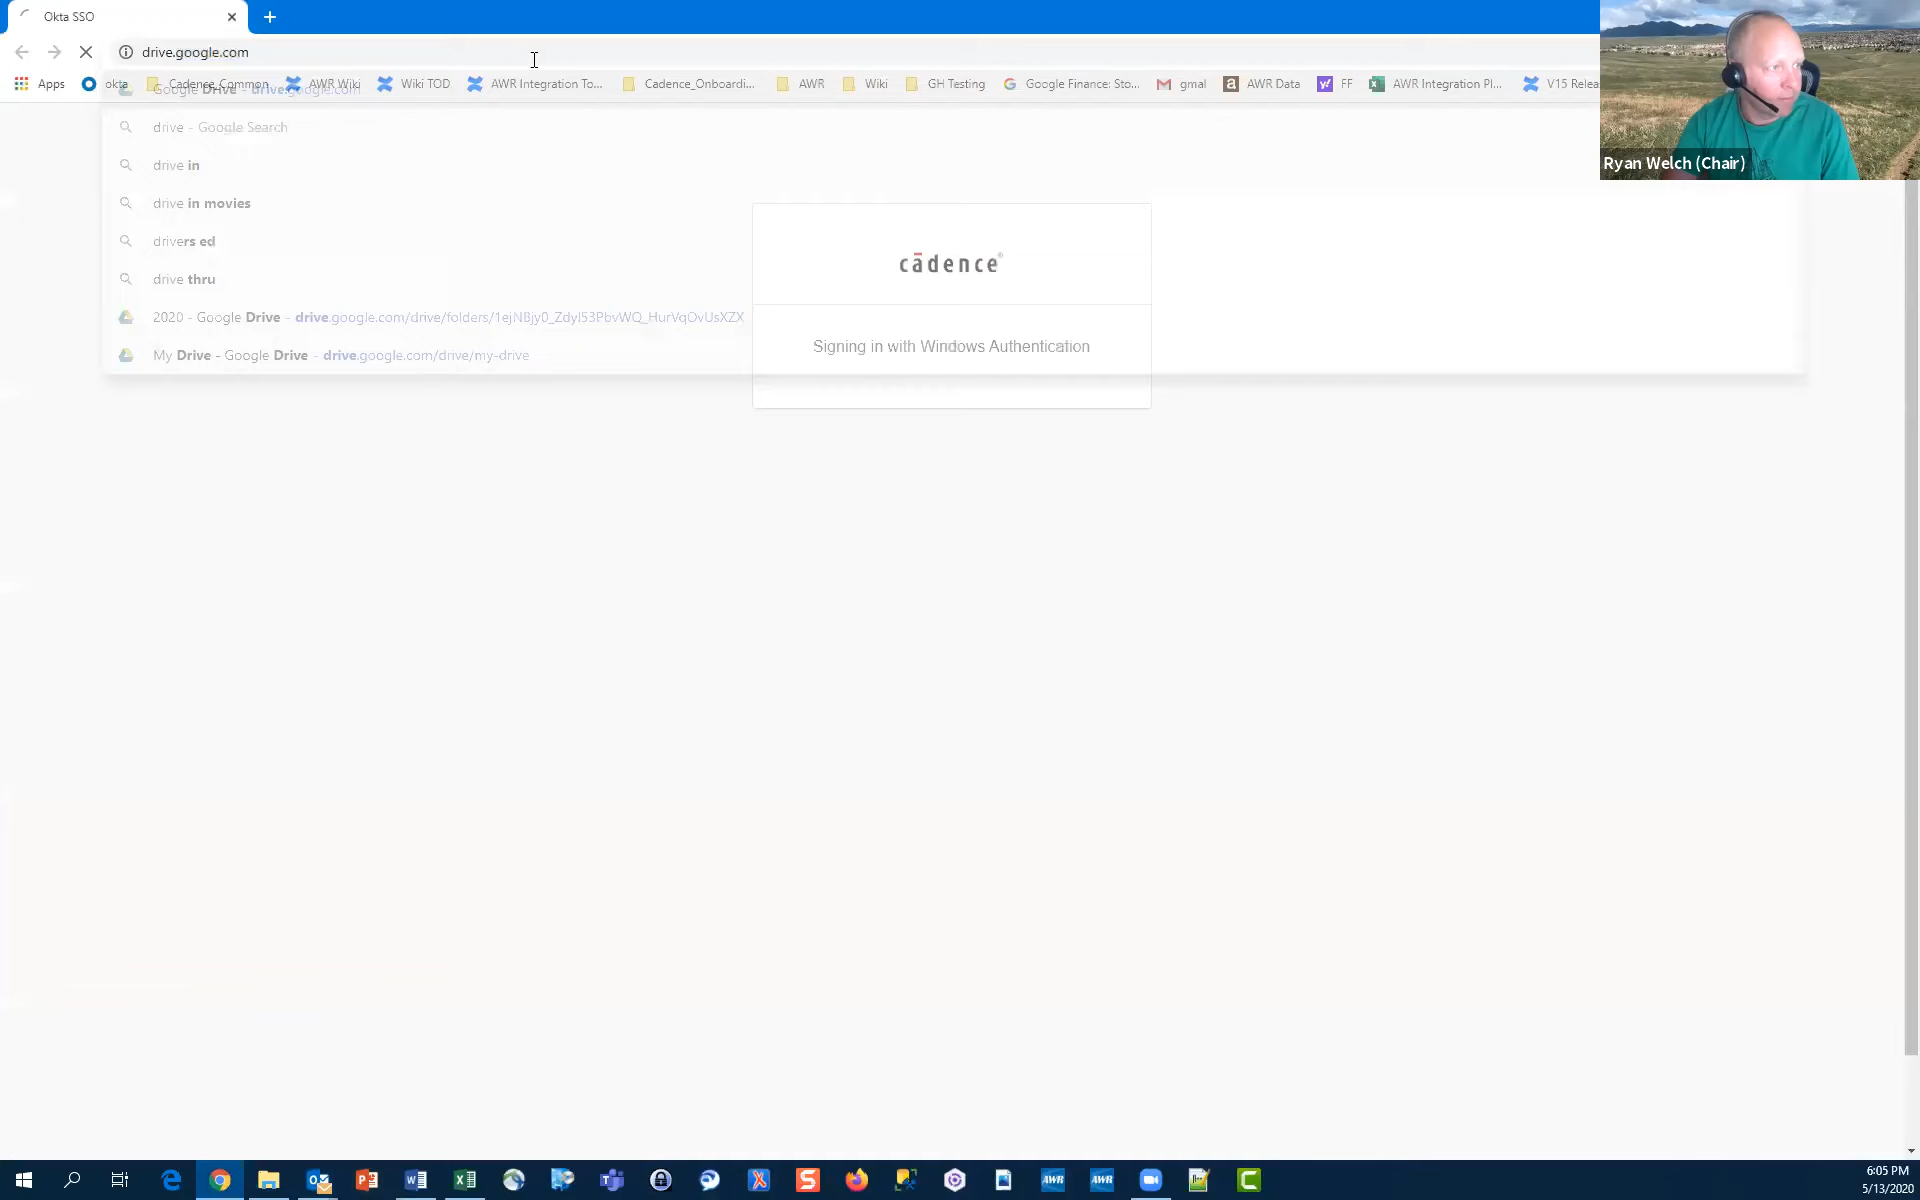 Okta SSO
drive.google.com
Apps okta Cadence_Common AWR Wiki Wiki TOD AWR Integration To... Cadence_Onboardi... AWR Wiki GH Testing Google Finance: Sto... gmal AWR Data FF AWR Integration Pl... V15 Relea
Google Drive - drive.google.com
drive - Google Search
drive in
drive in movies
drivers ed
drive thru
2020 - Google Drive - drive.google.com/drive/folders/1ejNBjy0_Zdyl53PbvWQ_HurVqOvUsXZX
My Drive - Google Drive - drive.google.com/drive/my-drive
cādence®
Signing in with Windows Authentication
Ryan Welch (Chair)
AWR AWR
6:05 PM
5/13/2020